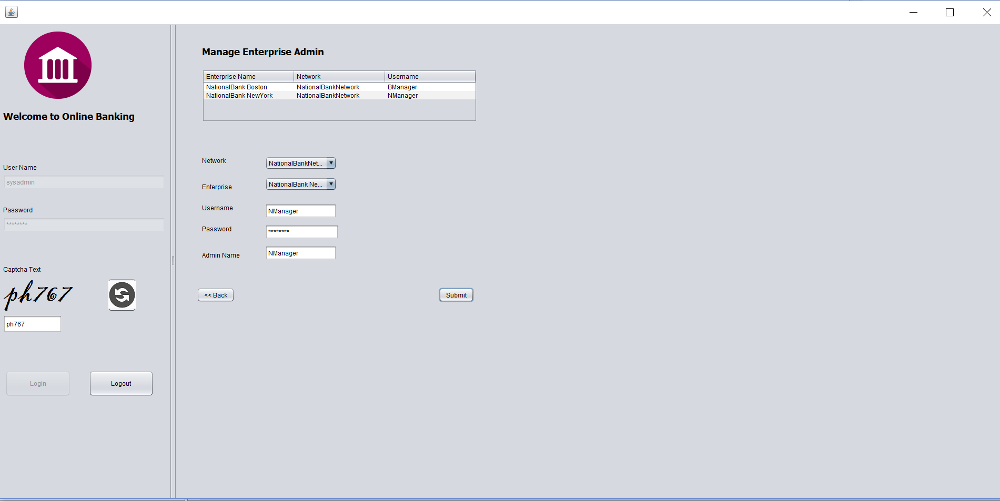 Welcome to Online Banking
User Name
sysadmin
Password
********
Captcha Text
ph767
ph767
Login Logout
Manage Enterprise Admin
Enterprise Name Network Username
NationalBank Boston NationalBankNetwork BManager
NationalBank NewYork NationalBankNetwork NManager
Network NationalBankNet...
Enterprise NationalBank Ne...
Username NManager
Password ********
Admin Name NManager
<< Back Submit